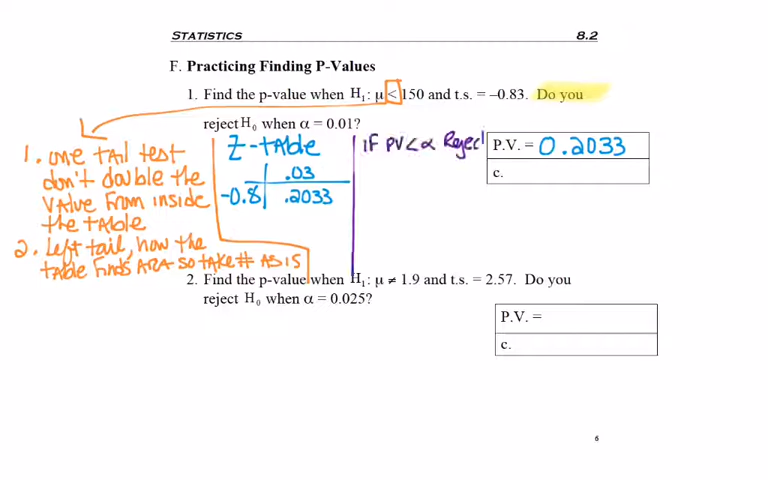 STATISTICS 8.2
F. Practicing Finding P-Values
1. Find the p-value when H₁: μ < 150 and t.s. = –0.83. Do you
reject H₀ when α = 0.01?
1. one tail test
don't double the
value from inside
the table
2. Left tail, how the
table finds ARA so take # AS IS
Z-table
.03
-0.8 .2033
if PV<α Reject
P.V. = 0.2033
c.
2. Find the p-value when H₁: μ ≠ 1.9 and t.s. = 2.57. Do you
reject H₀ when α = 0.025?
P.V. =
c.
6